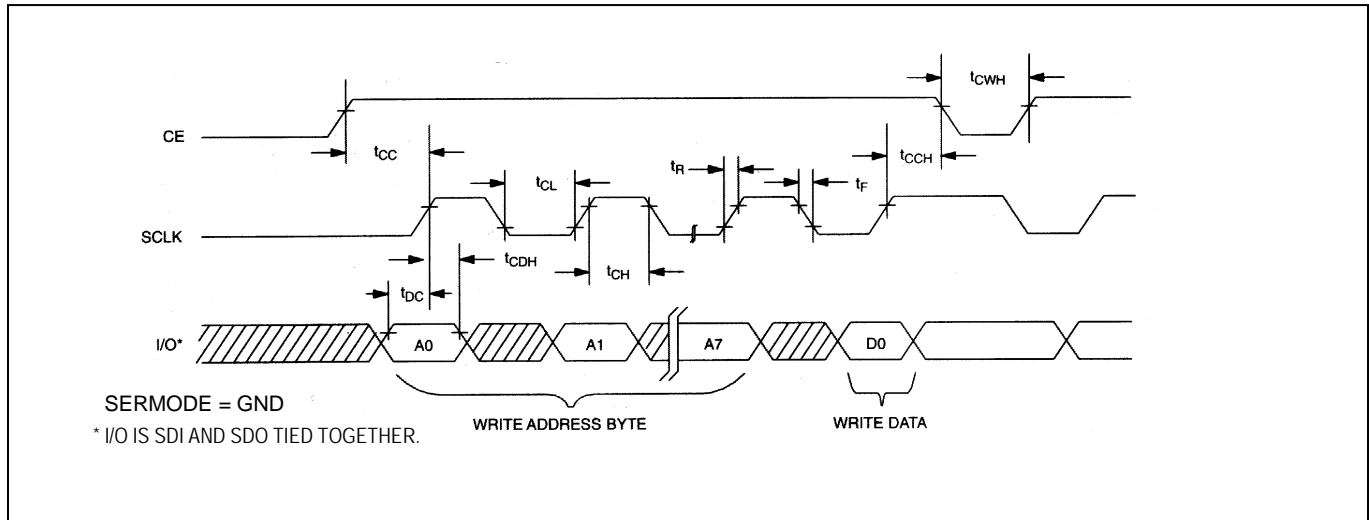 tCWH
CE
tCC
tCCH
tR
tCL
tF
SCLK
tCDH
tCH
tDC
I/O*
A0
A1
A7
D0
SERMODE = GND
WRITE ADDRESS BYTE
WRITE DATA
* I/O IS SDI AND SDO TIED TOGETHER.